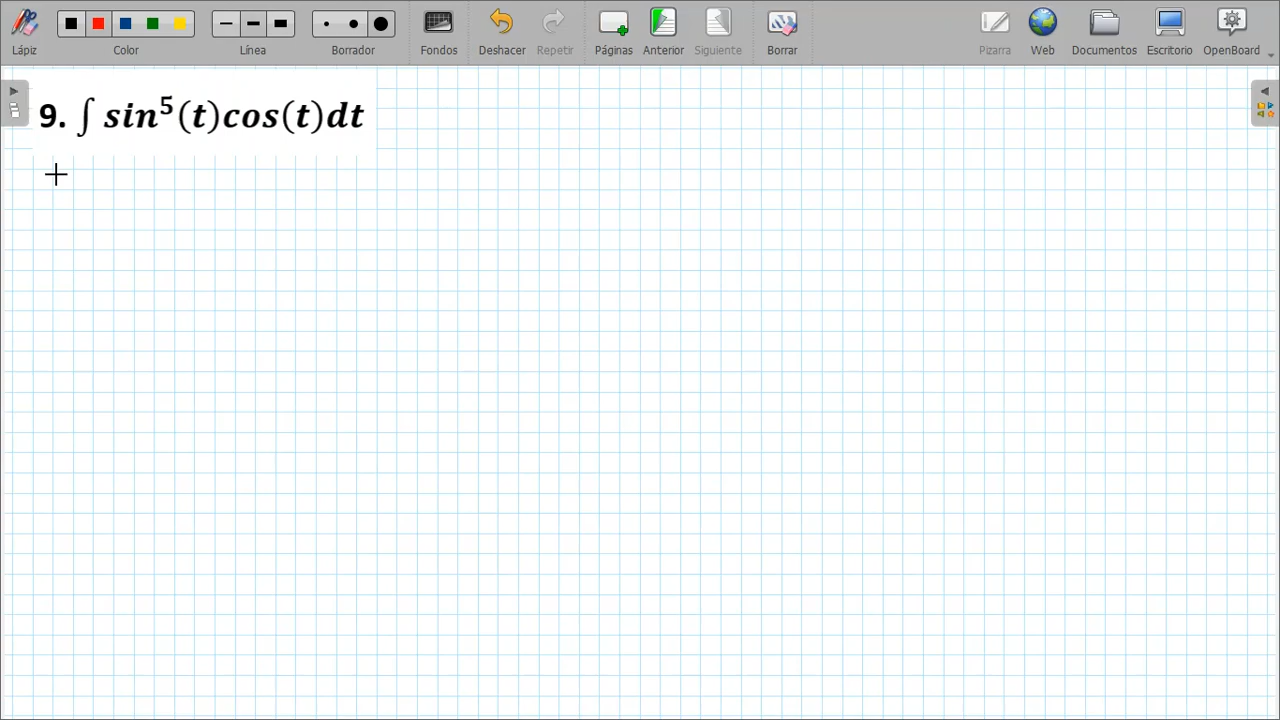 Lápiz Color Línea Borrador Fondos Deshacer Repetir Páginas Anterior Siguiente Borrar Pizarra Web Documentos Escritorio OpenBoard
9. ∫ sin⁵(t)cos(t)dt